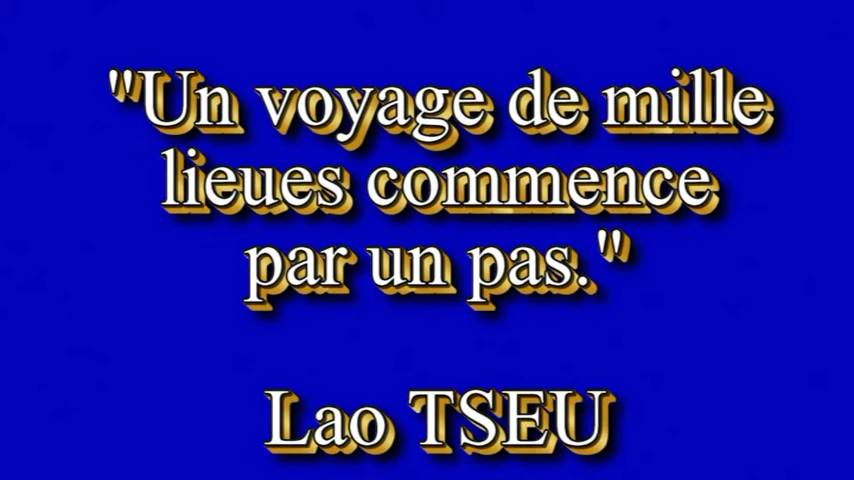 "Un voyage de mille
lieues commence
par un pas."
Lao TSEU